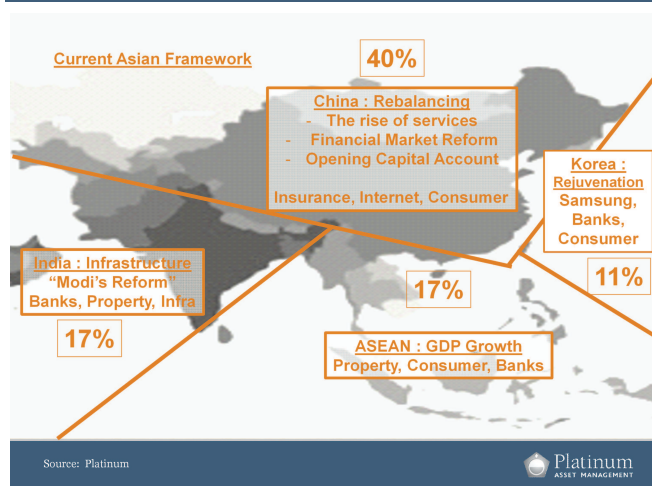 Current Asian Framework
40%
China : Rebalancing
- The rise of services
- Financial Market Reform
- Opening Capital Account
Insurance, Internet, Consumer
Korea :
Rejuvenation
Samsung,
Banks,
Consumer
11%
India : Infrastructure
“Modi’s Reform”
Banks, Property, Infra
17%
17%
ASEAN : GDP Growth
Property, Consumer, Banks
Source: Platinum
Platinum
ASSET MANAGEMENT